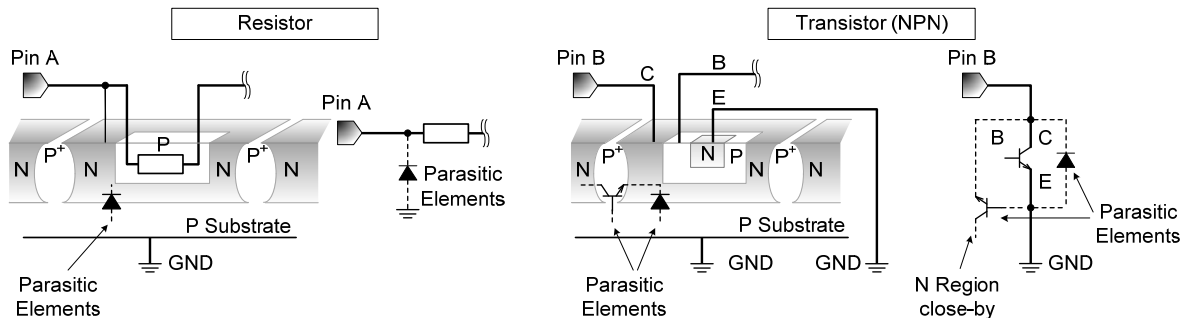 Resistor
Transistor (NPN)
Pin A
Pin B
Pin B
C
B
E
Pin A
N
P+
N
P
N
P+
N
N
P+
N
N
P
N
P+
N
B
C
E
Parasitic
Elements
P Substrate
P Substrate
Parasitic
Elements
GND
GND
GND
GND
Parasitic
Elements
Parasitic
Elements
N Region
close-by